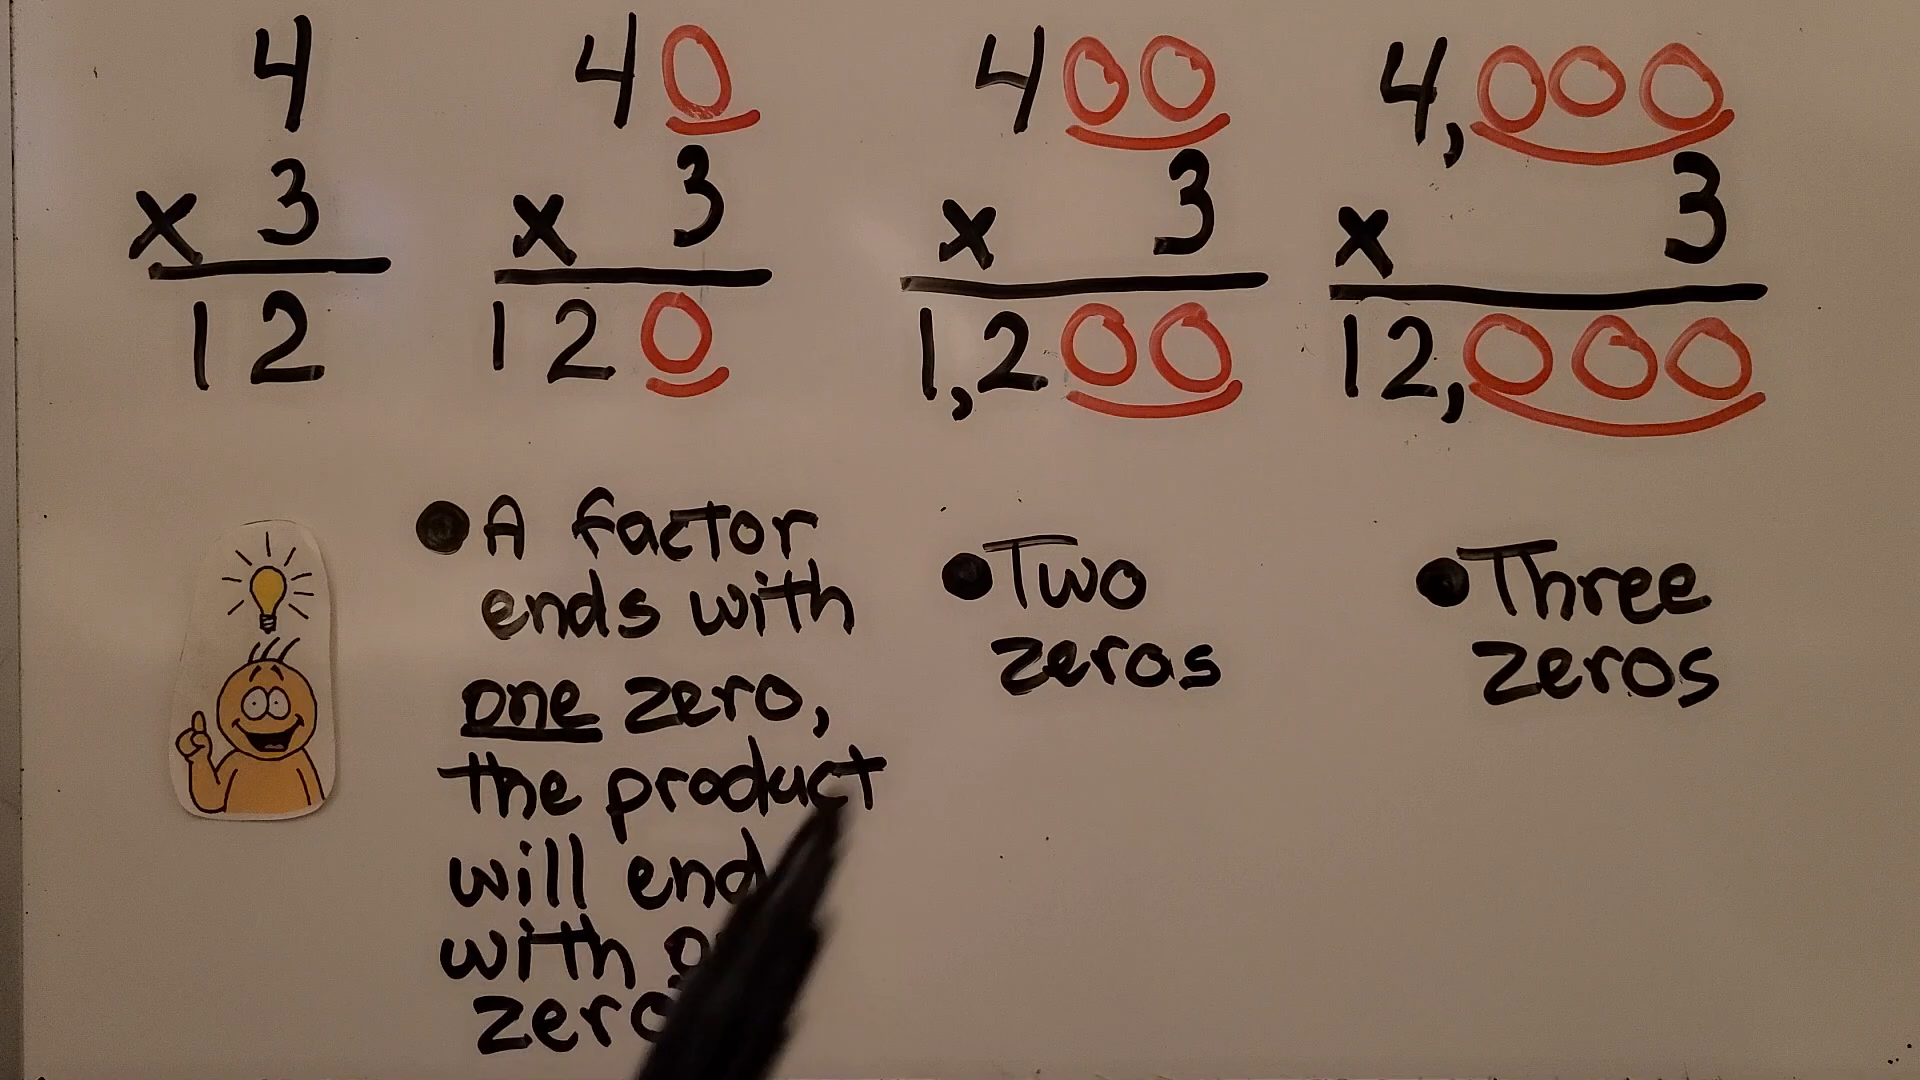 4
x 3
12
40
x 3
120
400
x 3
1,200
4,000
x 3
12,000
• A factor
ends with
one zero,
the product
will end
with
• Two
zeros
• Three
zeros